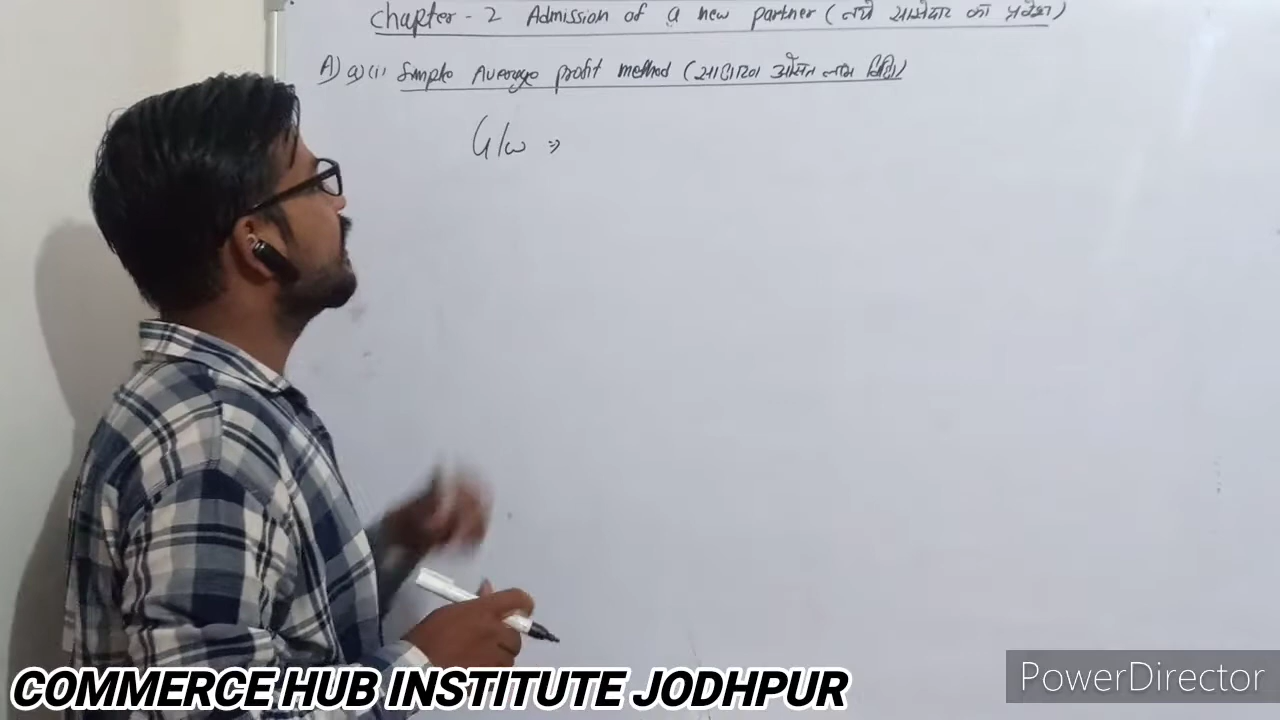 Chapter - 2 Admission of a new partner (नये साझेदार का प्रवेश)
A) a) (i) Simple Average profit method (साधारण औसत लाभ विधि)
G/w ⇒
COMMERCE HUB INSTITUTE JODHPUR
PowerDirector